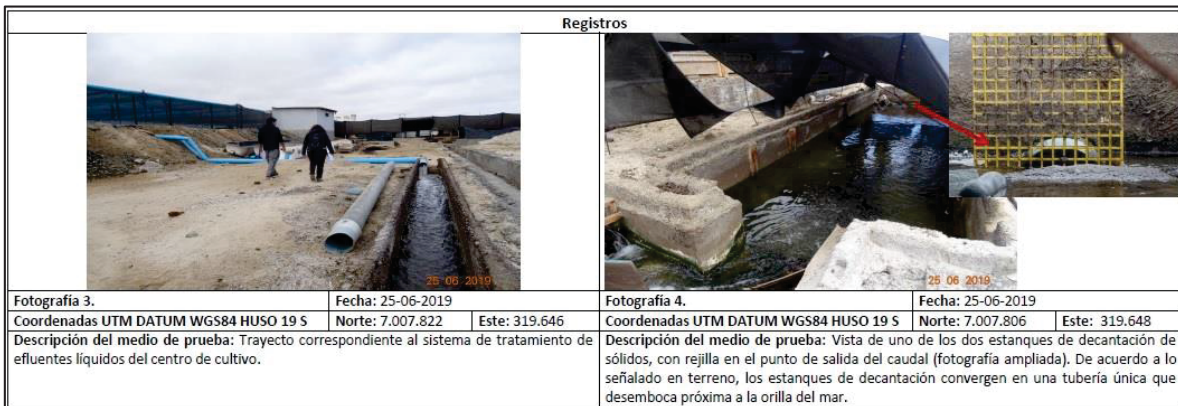 Registros
25 06 2019
25 06 2019
Fotografía 3.
Fecha: 25-06-2019
Fotografía 4.
Fecha: 25-06-2019
Coordenadas UTM DATUM WGS84 HUSO 19 S
Norte: 7.007.822
Este: 319.646
Coordenadas UTM DATUM WGS84 HUSO 19 S
Norte: 7.007.806
Este: 319.648
Descripción del medio de prueba: Trayecto correspondiente al sistema de tratamiento de
efluentes líquidos del centro de cultivo.
Descripción del medio de prueba: Vista de uno de los dos estanques de decantación de
sólidos, con rejilla en el punto de salida del caudal (fotografía ampliada). De acuerdo a lo
señalado en terreno, los estanques de decantación convergen en una tubería única que
desemboca próxima a la orilla del mar.